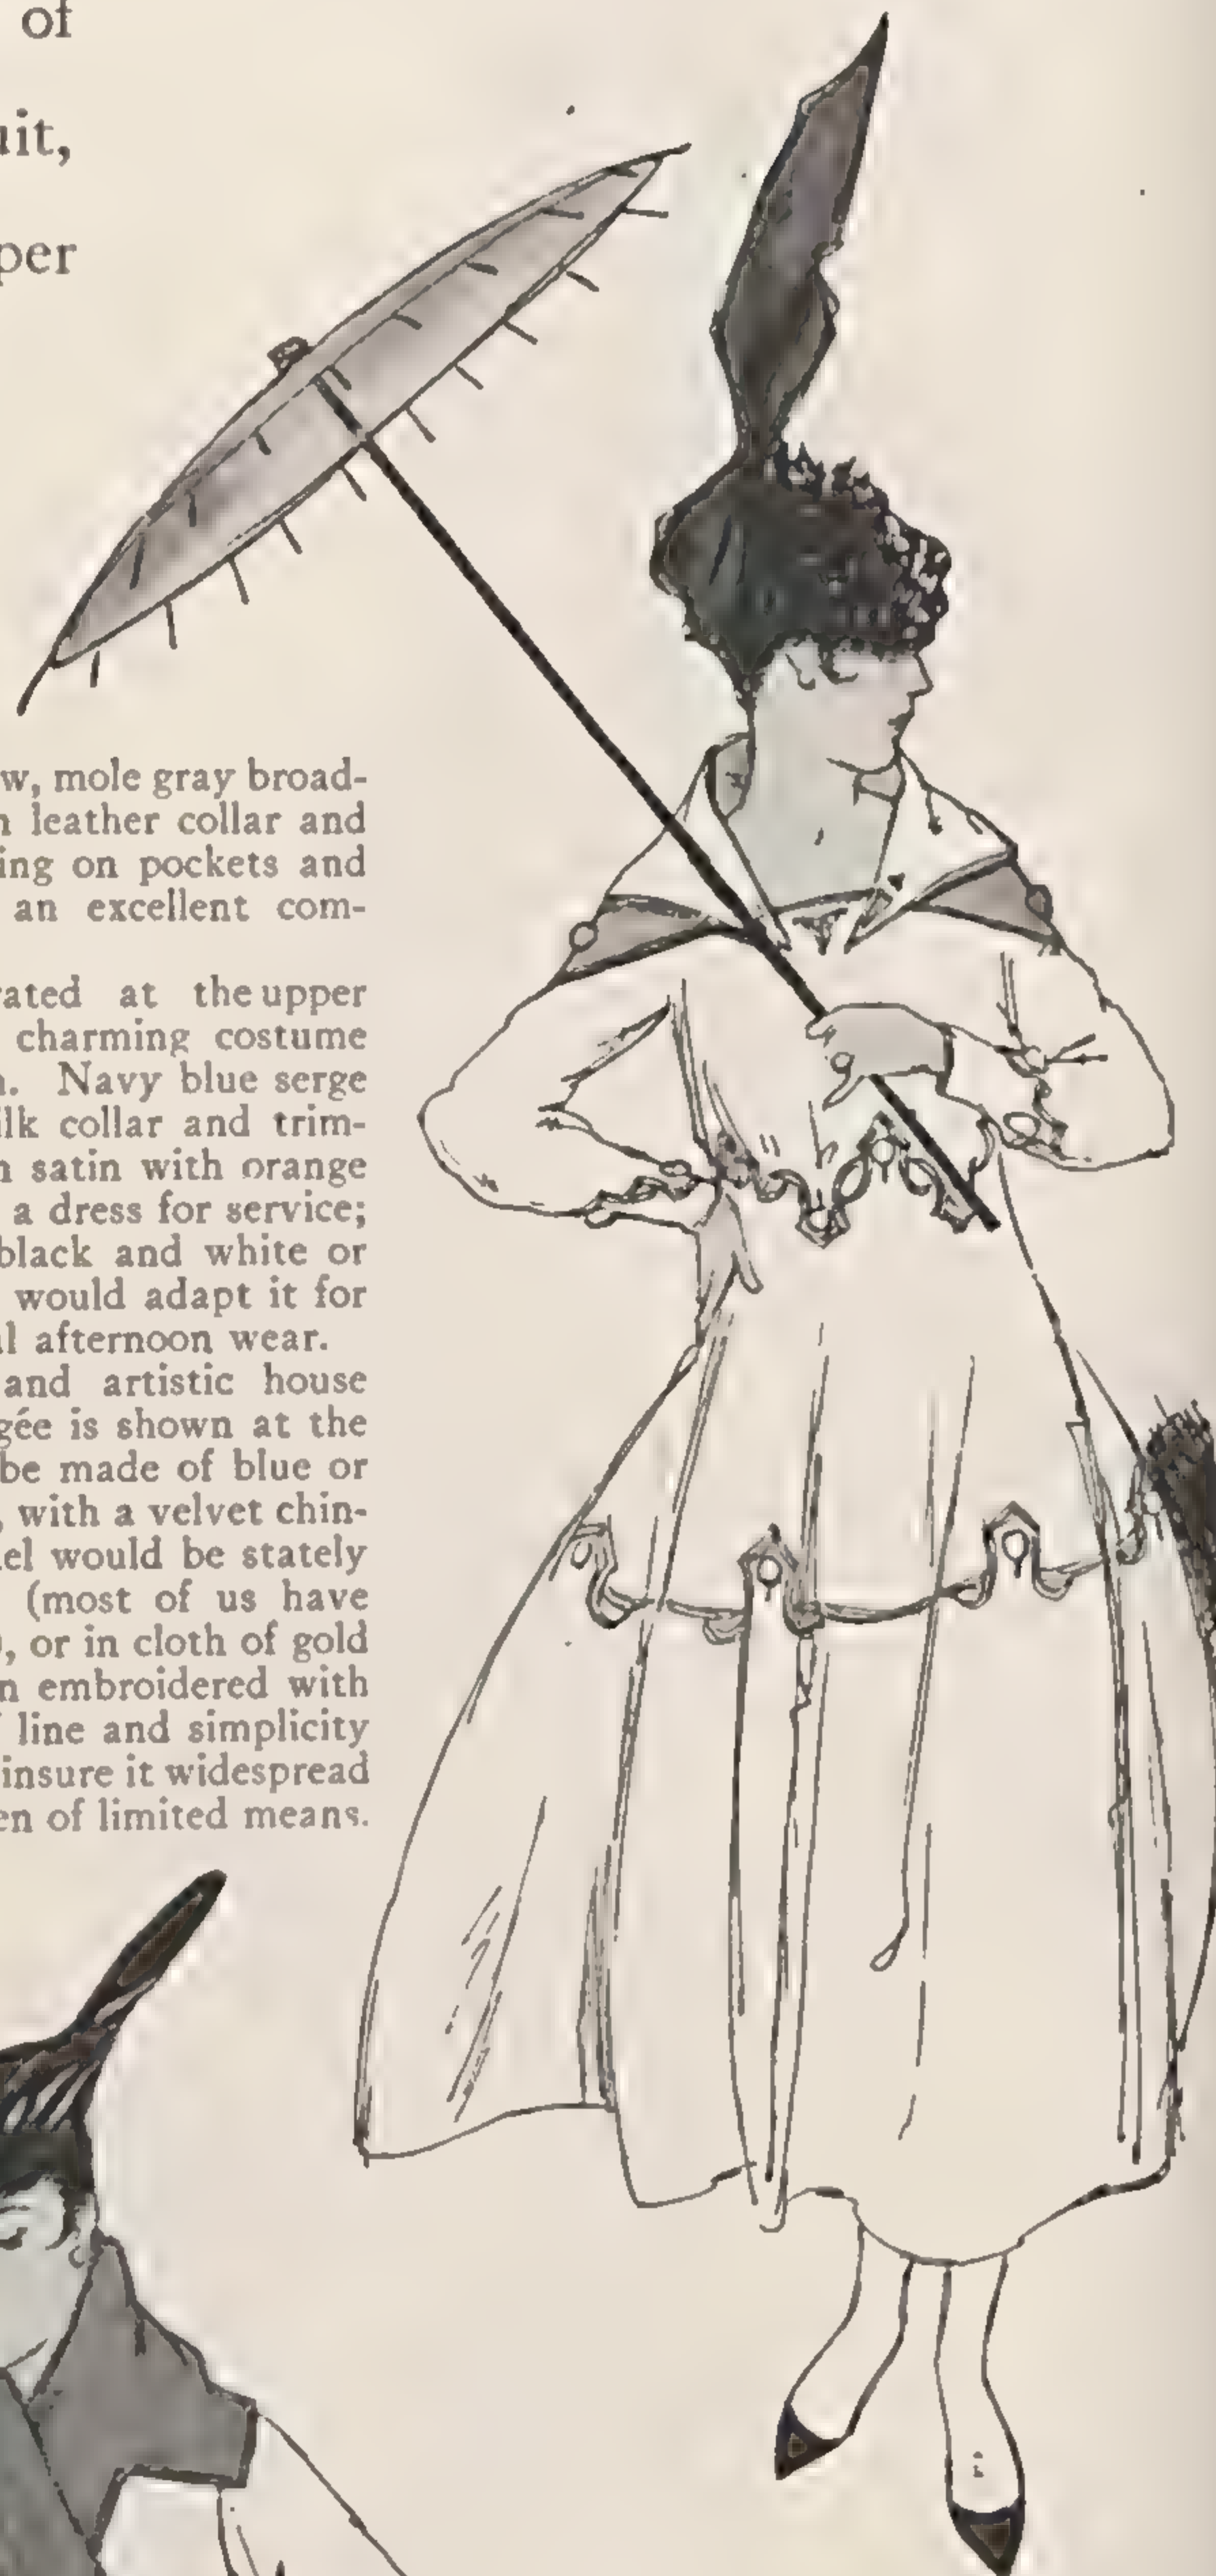 of
uit,
per
w, mole gray broad-
n leather collar and
ing on pockets and
an excellent com-
rated at the upper
charming costume
n. Navy blue serge
ilk collar and trim-
n satin with orange
a dress for service;
black and white or
would adapt it for
al afternoon wear.
and artistic house
gée is shown at the
be made of blue or
, with a velvet chin-
el would be stately
(most of us have
, or in cloth of gold
n embroidered with
line and simplicity
insure it widespread
en of limited means.